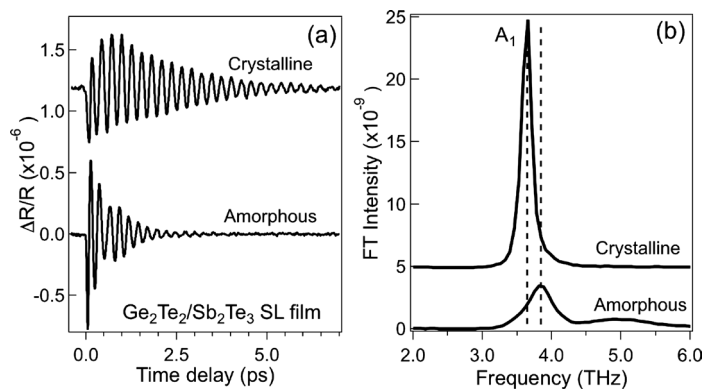 (a)
1.5
Crystalline
1.0
0.5
Amorphous
0.0
-0.5
Ge₂Te₂/Sb₂Te₃ SL film
0.0 2.5 5.0
Time delay (ps)
ΔR/R (x10⁻⁶)
(b)
25
A₁
20
15
10
Crystalline
5
Amorphous
0
2.0 3.0 4.0 5.0 6.0
Frequency (THz)
FT Intensity (x10⁻⁹)